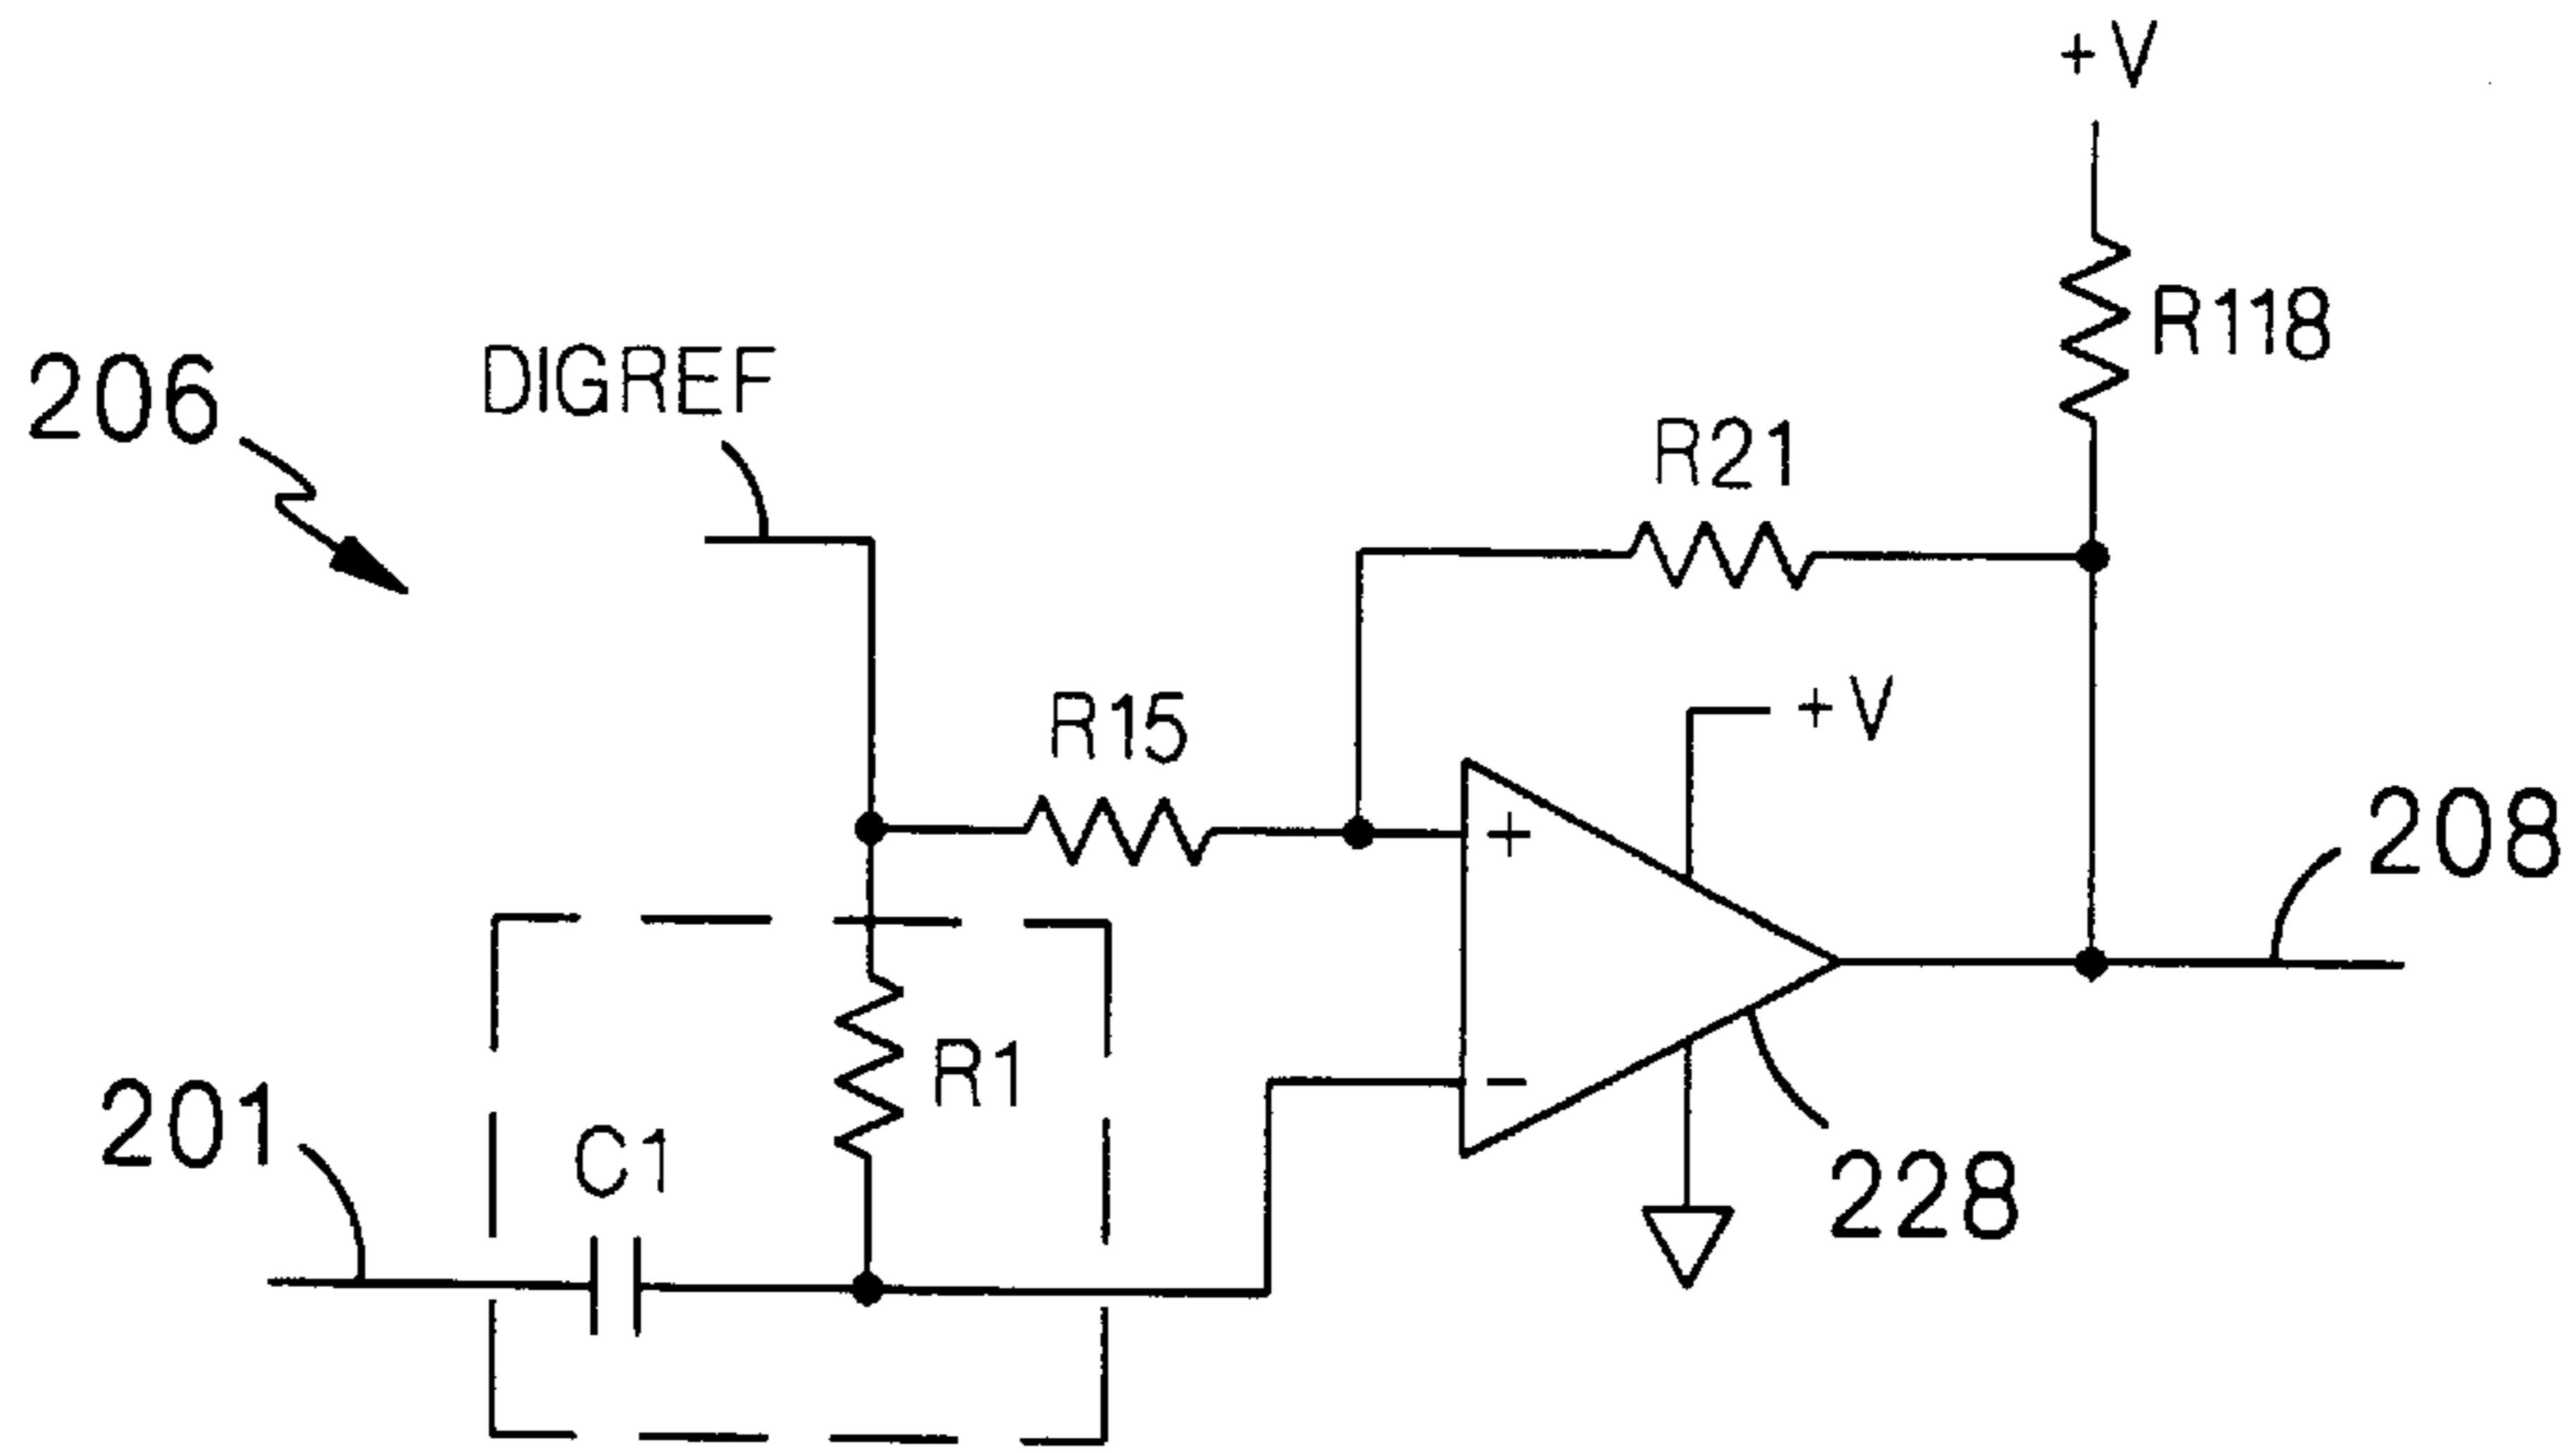 +V
R118
DIGREF
206
R21
R15
+V
+
208
R1
-
201
C1
228